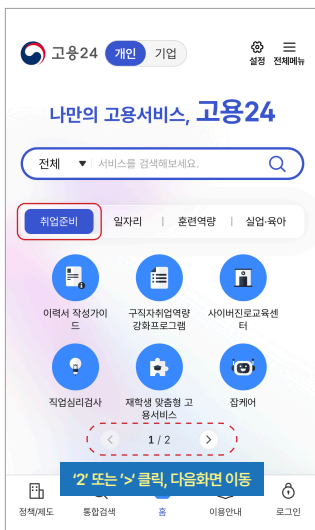 고용24 개인 기업 설정 전체메뉴
나만의 고용서비스, 고용24
전체 ▼ 서비스를 검색해보세요.
취업준비 일자리 훈련역량 실업·육아
이력서 작성가이
드
구직자취업역량
강화프로그램
사이버진로교육센
터
직업심리검사
재학생 맞춤형 고
용서비스
잡케어
< 1 / 2 >
‘2’ 또는 ‘>’ 클릭, 다음화면 이동
정책/제도 통합검색 홈 이용안내 로그인